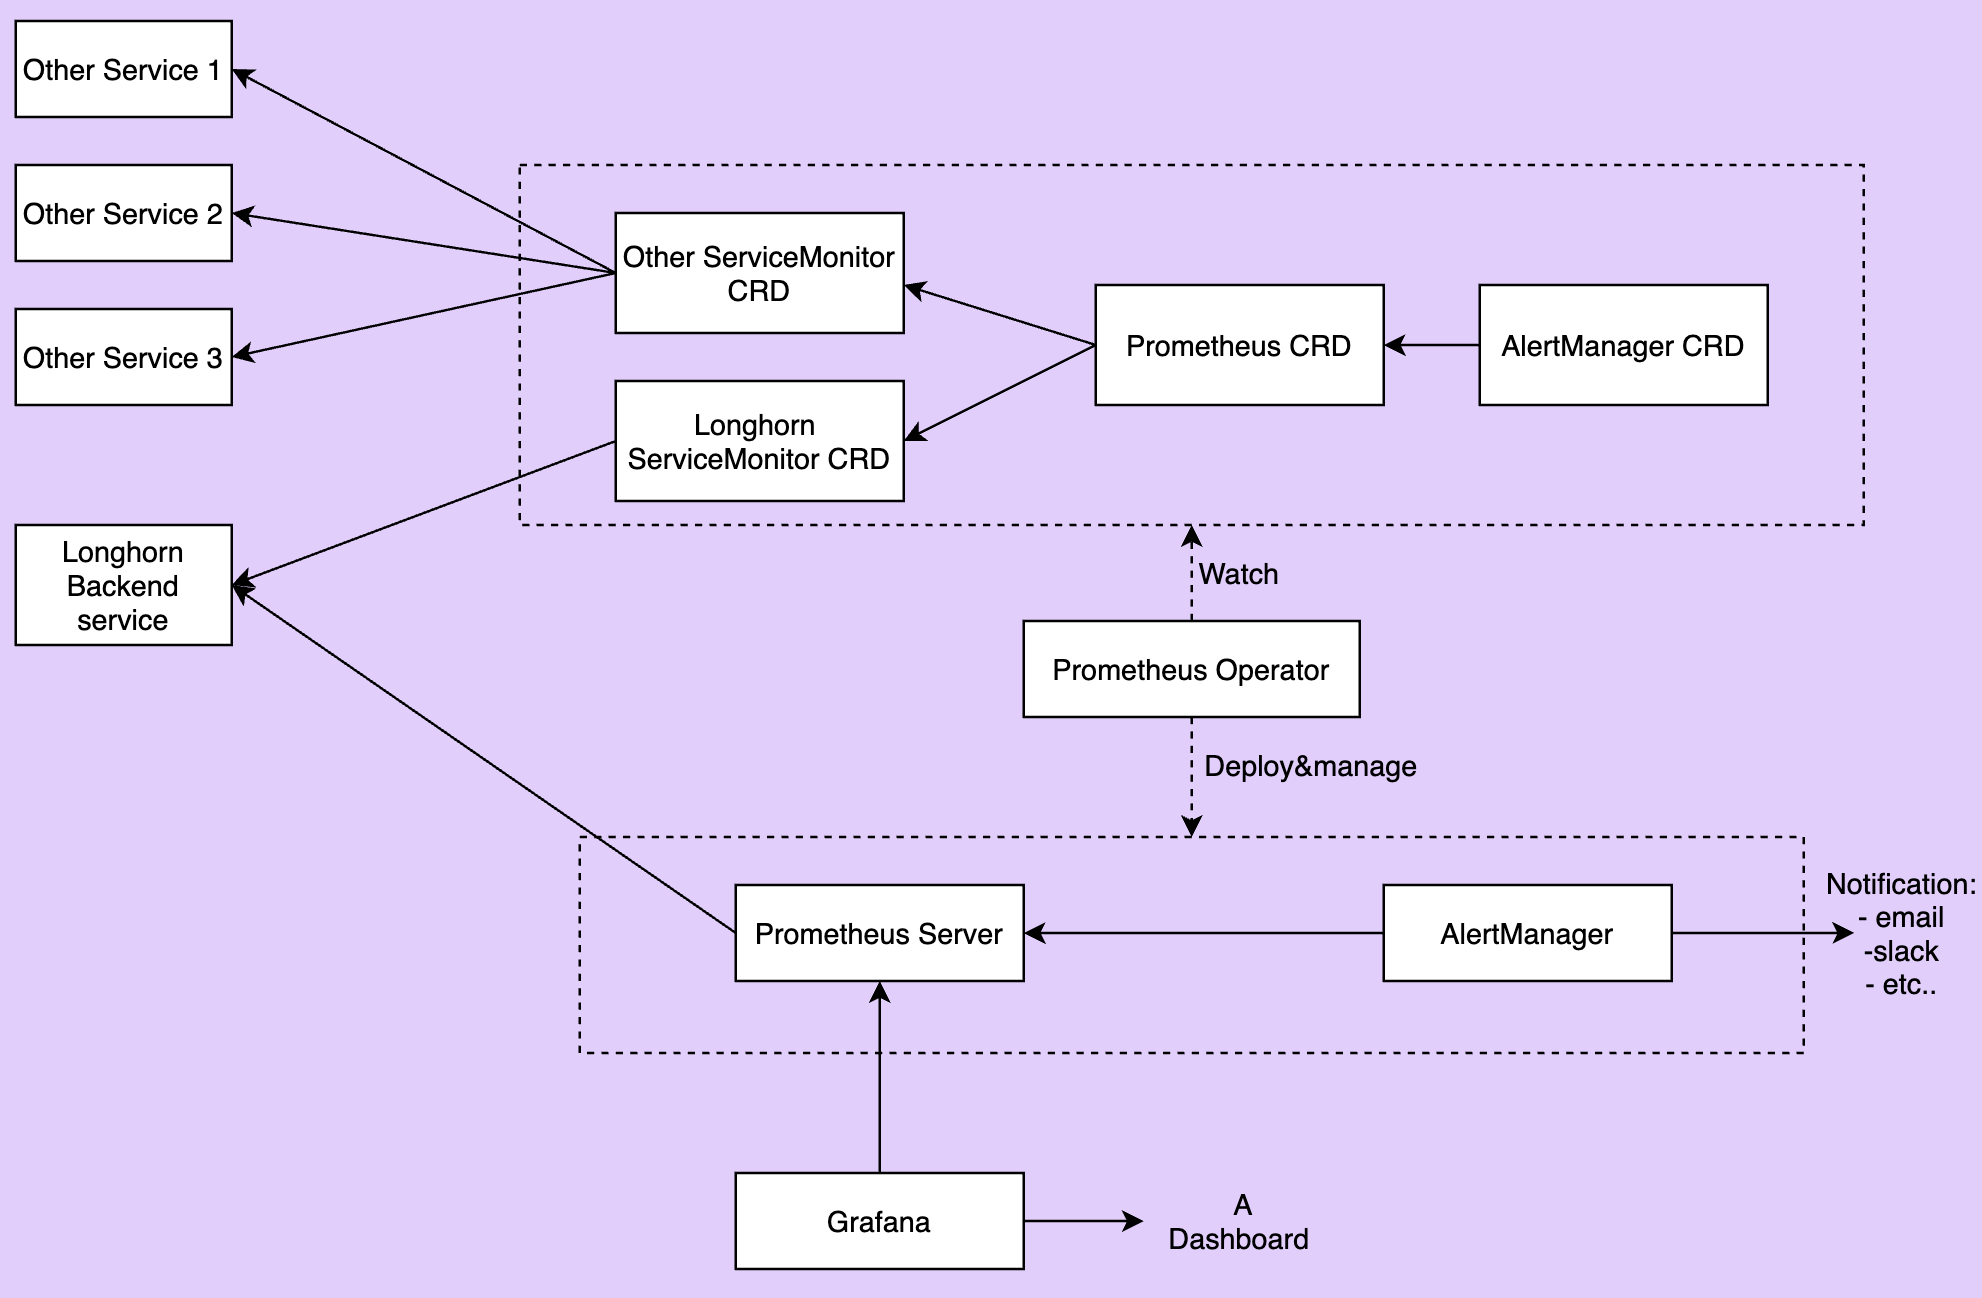 Other Service 1
Other Service 2
Other Service 3
Longhorn
Backend
service
Other ServiceMonitor
CRD
Longhorn
ServiceMonitor CRD
Prometheus CRD
AlertManager CRD
Watch
Prometheus Operator
Deploy&manage
Prometheus Server
AlertManager
Notification:
- email
-slack
- etc..
Grafana
A
Dashboard